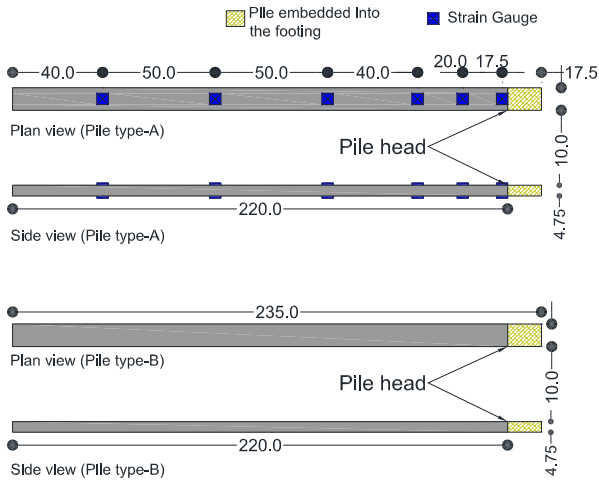 Pile embedded Into
the footing
Strain Gauge
40.0
50.0
50.0
40.0
20.0
17.5
17.5
Plan view (Pile type-A)
Pile head
10.0
220.0
4.75
Side view (Pile type-A)
235.0
Plan view (Pile type-B)
Pile head
10.0
220.0
4.75
Side view (Pile type-B)